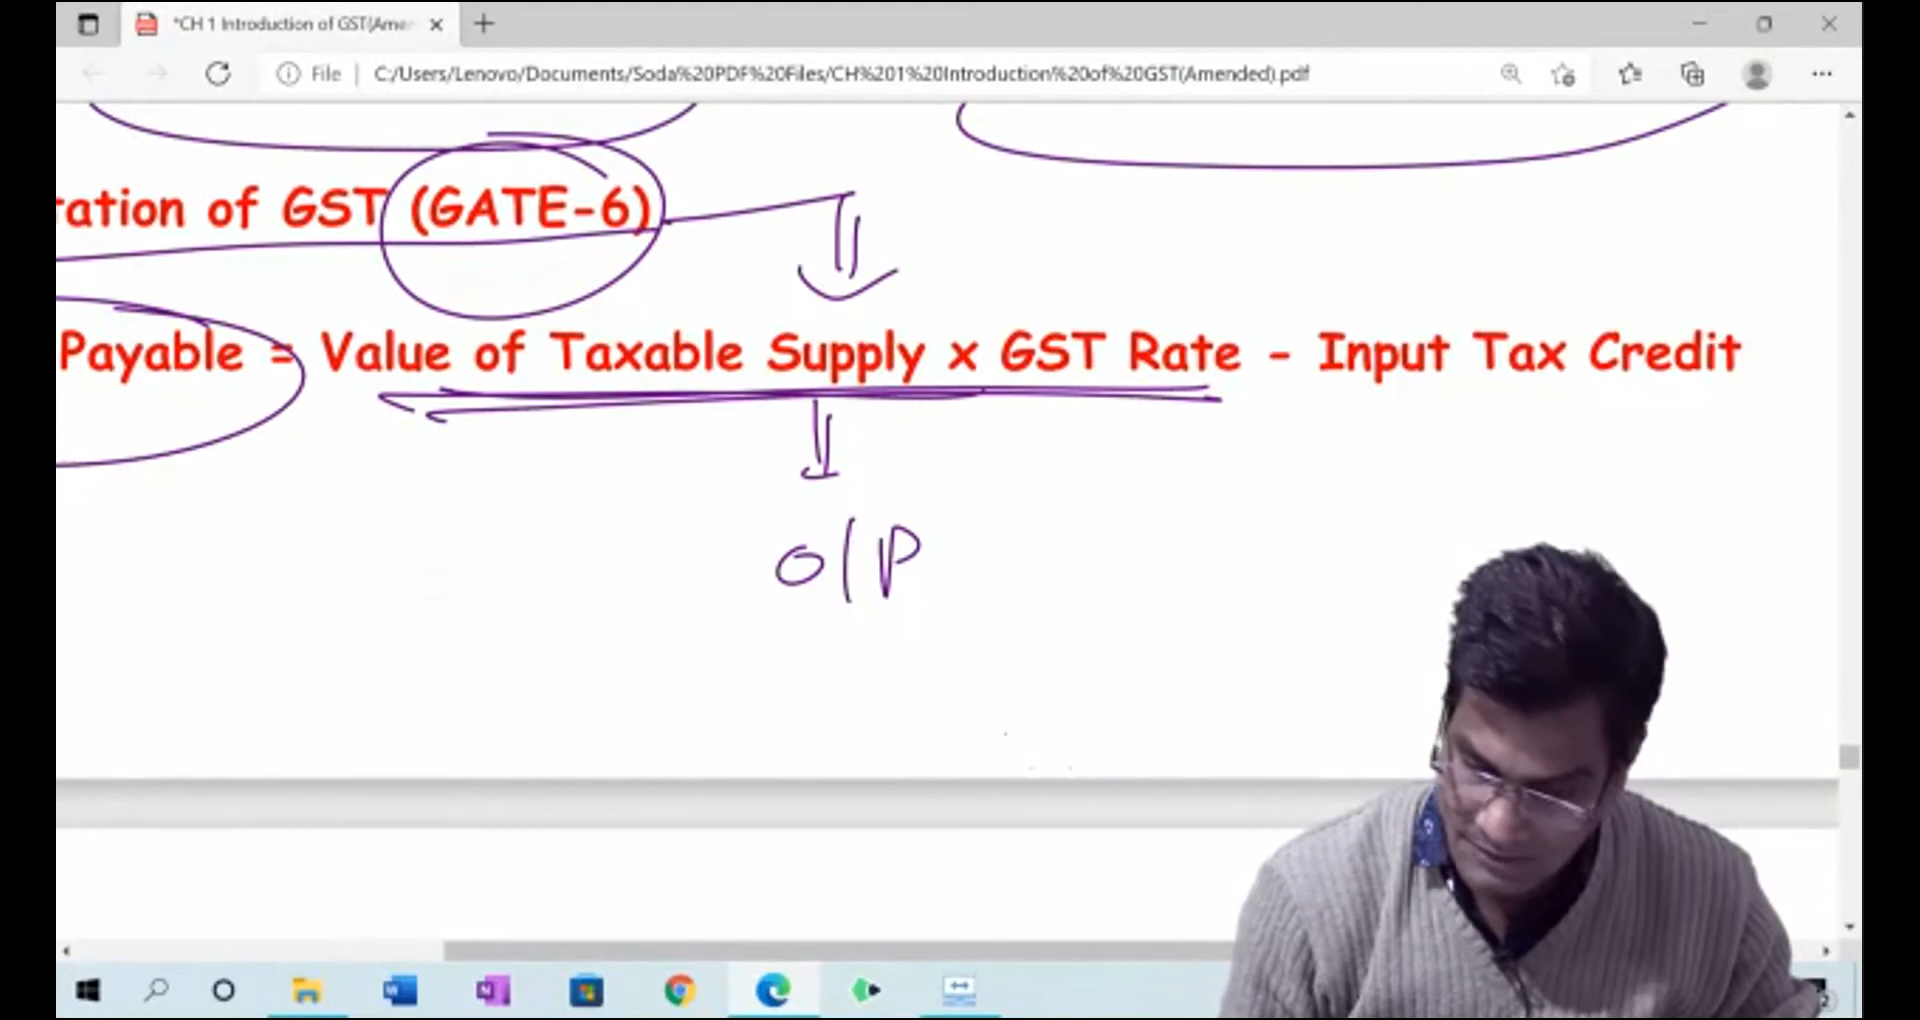 *CH 1 Introduction of GST(Amer
File
C:/Users/Lenovo/Documents/Soda%20PDF%20Files/CH%201%20Introduction%20of%20GST(Amended).pdf
tation of GST (GATE-6)
Payable = Value of Taxable Supply x GST Rate - Input Tax Credit
O/P